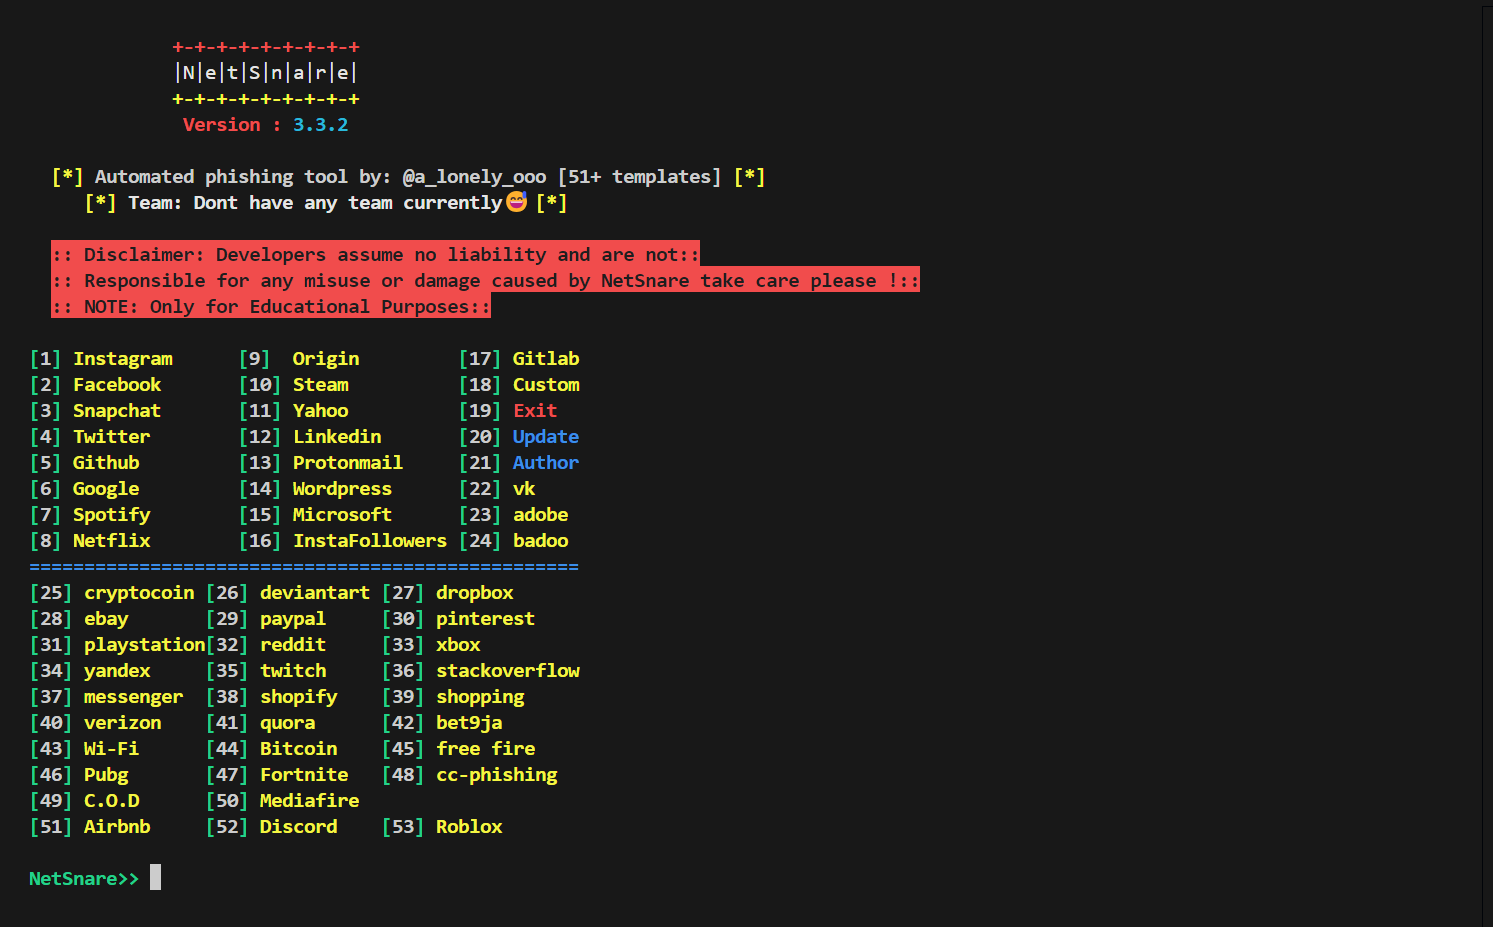 +-+-+-+-+-+-+-+-+
|N|e|t|S|n|a|r|e|
+-+-+-+-+-+-+-+-+
Version : 3.3.2
[*] Automated phishing tool by: @a_lonely_ooo [51+ templates] [*]
[*] Team: Dont have any team currently😅 [*]
:: Disclaimer: Developers assume no liability and are not::
:: Responsible for any misuse or damage caused by NetSnare take care please !::
:: NOTE: Only for Educational Purposes::
[1] Instagram [9] Origin [17] Gitlab
[2] Facebook [10] Steam [18] Custom
[3] Snapchat [11] Yahoo [19] Exit
[4] Twitter [12] Linkedin [20] Update
[5] Github [13] Protonmail [21] Author
[6] Google [14] Wordpress [22] vk
[7] Spotify [15] Microsoft [23] adobe
[8] Netflix [16] InstaFollowers [24] badoo
==================================================
[25] cryptocoin [26] deviantart [27] dropbox
[28] ebay [29] paypal [30] pinterest
[31] playstation[32] reddit [33] xbox
[34] yandex [35] twitch [36] stackoverflow
[37] messenger [38] shopify [39] shopping
[40] verizon [41] quora [42] bet9ja
[43] Wi-Fi [44] Bitcoin [45] free fire
[46] Pubg [47] Fortnite [48] cc-phishing
[49] C.O.D [50] Mediafire
[51] Airbnb [52] Discord [53] Roblox
NetSnare>>